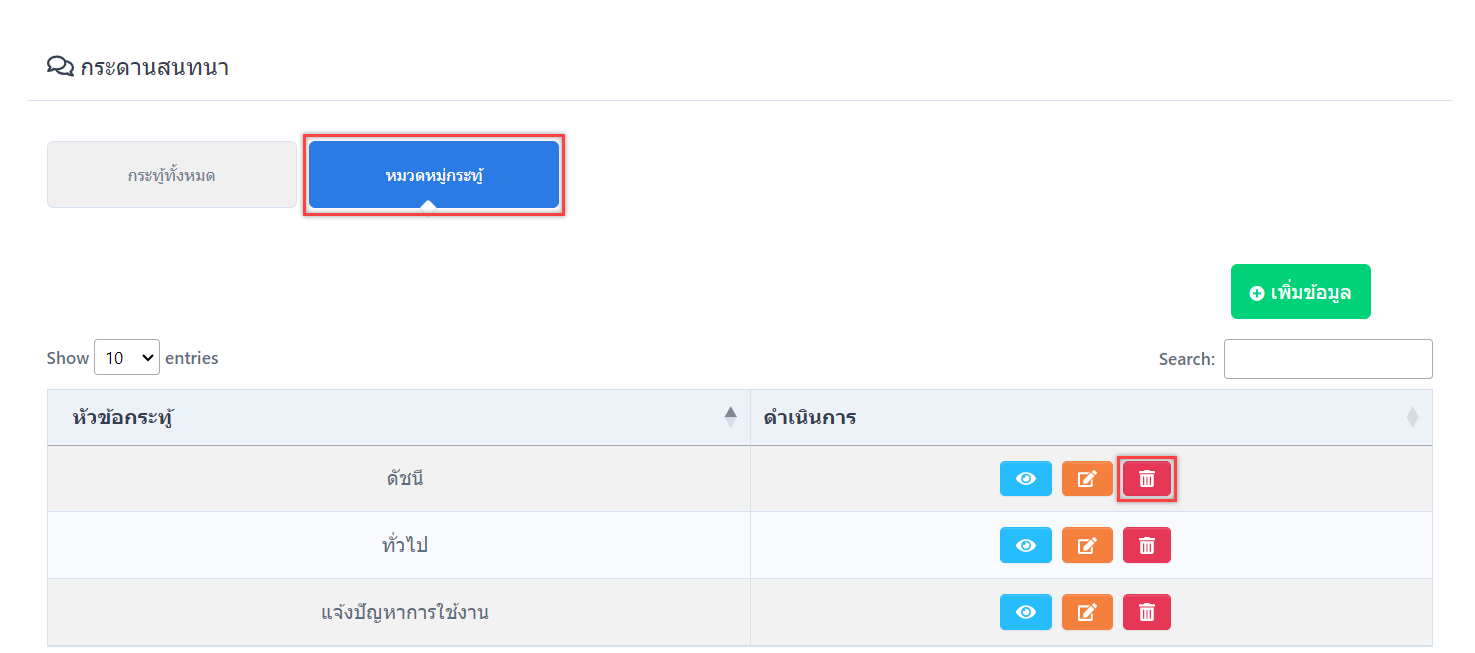 กระดานสนทนา
กระทู้ทั้งหมด หมวดหมู่กระทู้
เพิ่มข้อมูล
Show 10 entries Search:
หัวข้อกระทู้ ดำเนินการ
ดัชนี
ทั่วไป
แจ้งปัญหาการใช้งาน